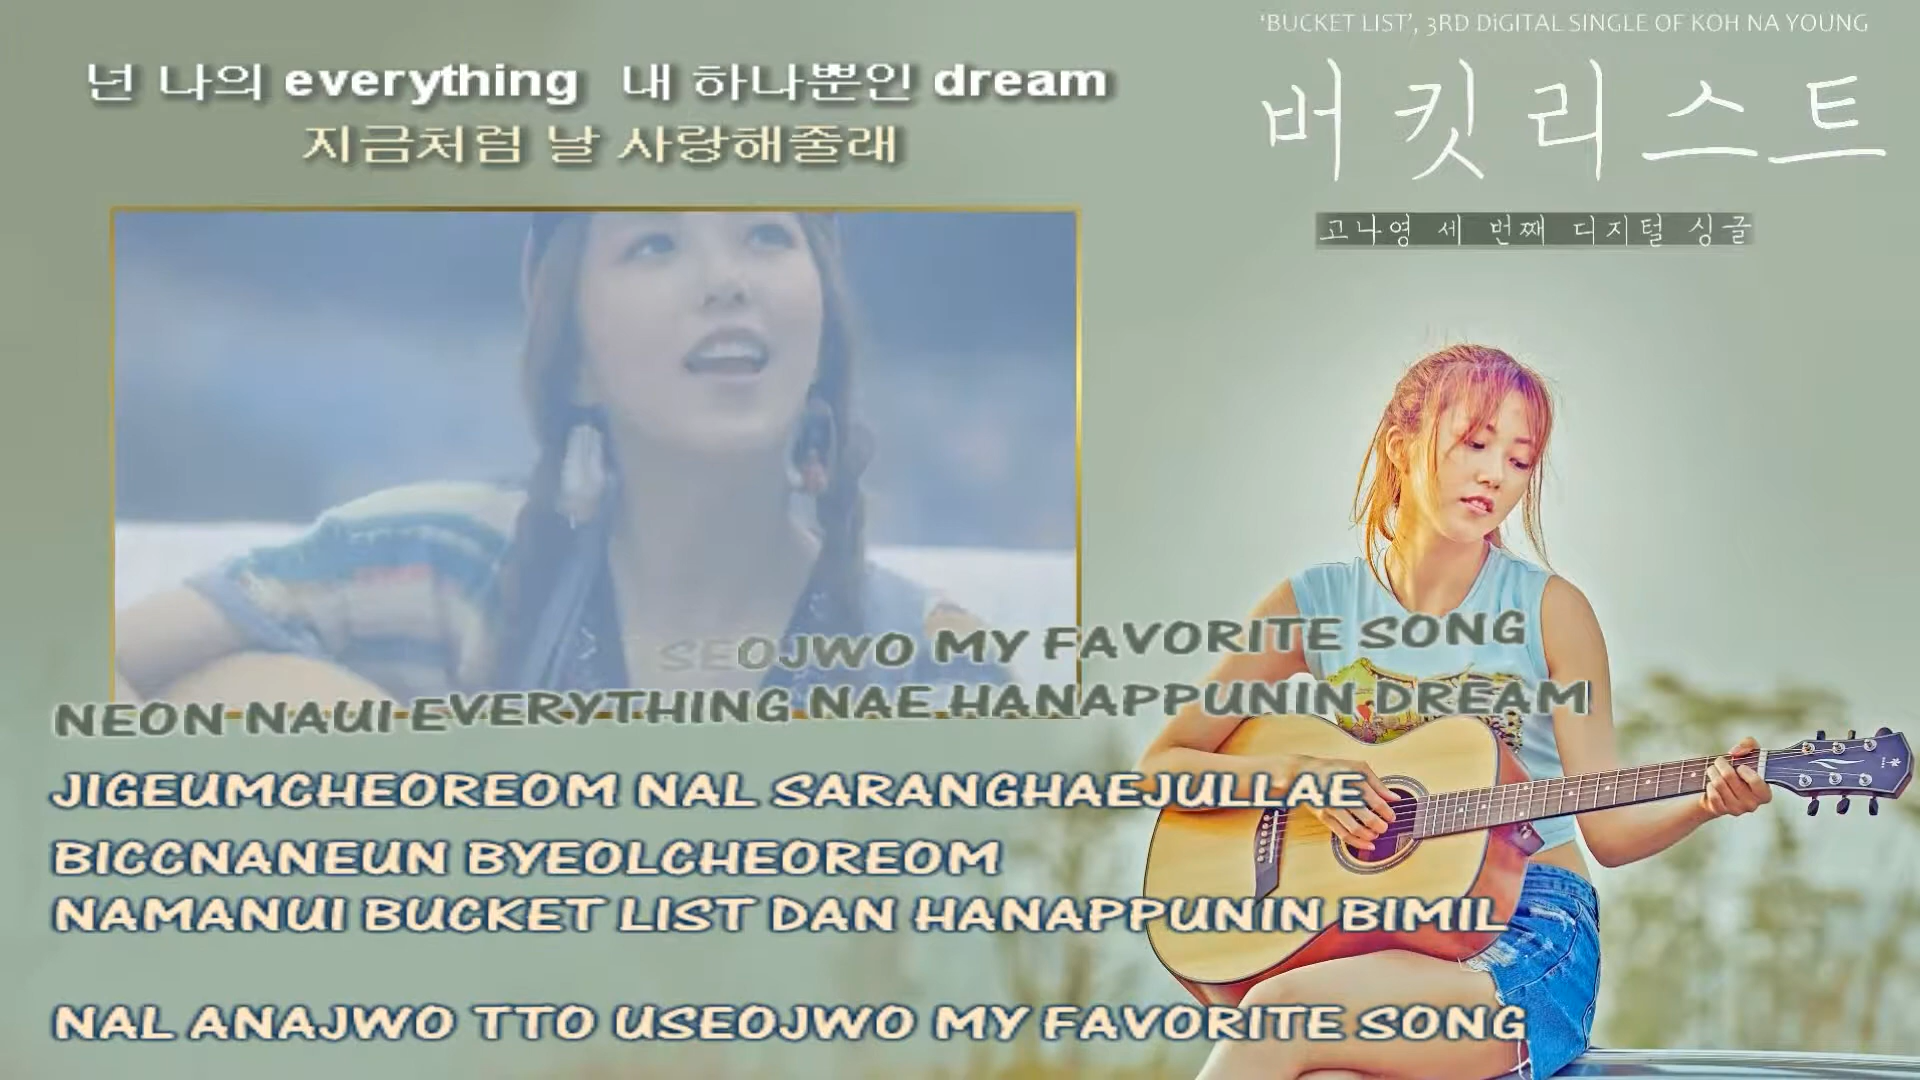 'BUCKET LIST', 3RD DiGITAL SINGLE OF KOH NA YOUNG
버킷리스트
고나영 세 번째 디지털 싱글
넌 나의 everything 내 하나뿐인 dream
지금처럼 날 사랑해줄래
SEOJWO MY FAVORITE SONG
NEON NAUI EVERYTHING NAE HANAPPUNIN DREAM
JIGEUMCHEOREOM NAL SARANGHAEJULLAE
BICCNANEUN BYEOLCHEOREOM
NAMANUI BUCKET LIST DAN HANAPPUNIN BIMIL
NAL ANAJWO TTO USEOJWO MY FAVORITE SONG